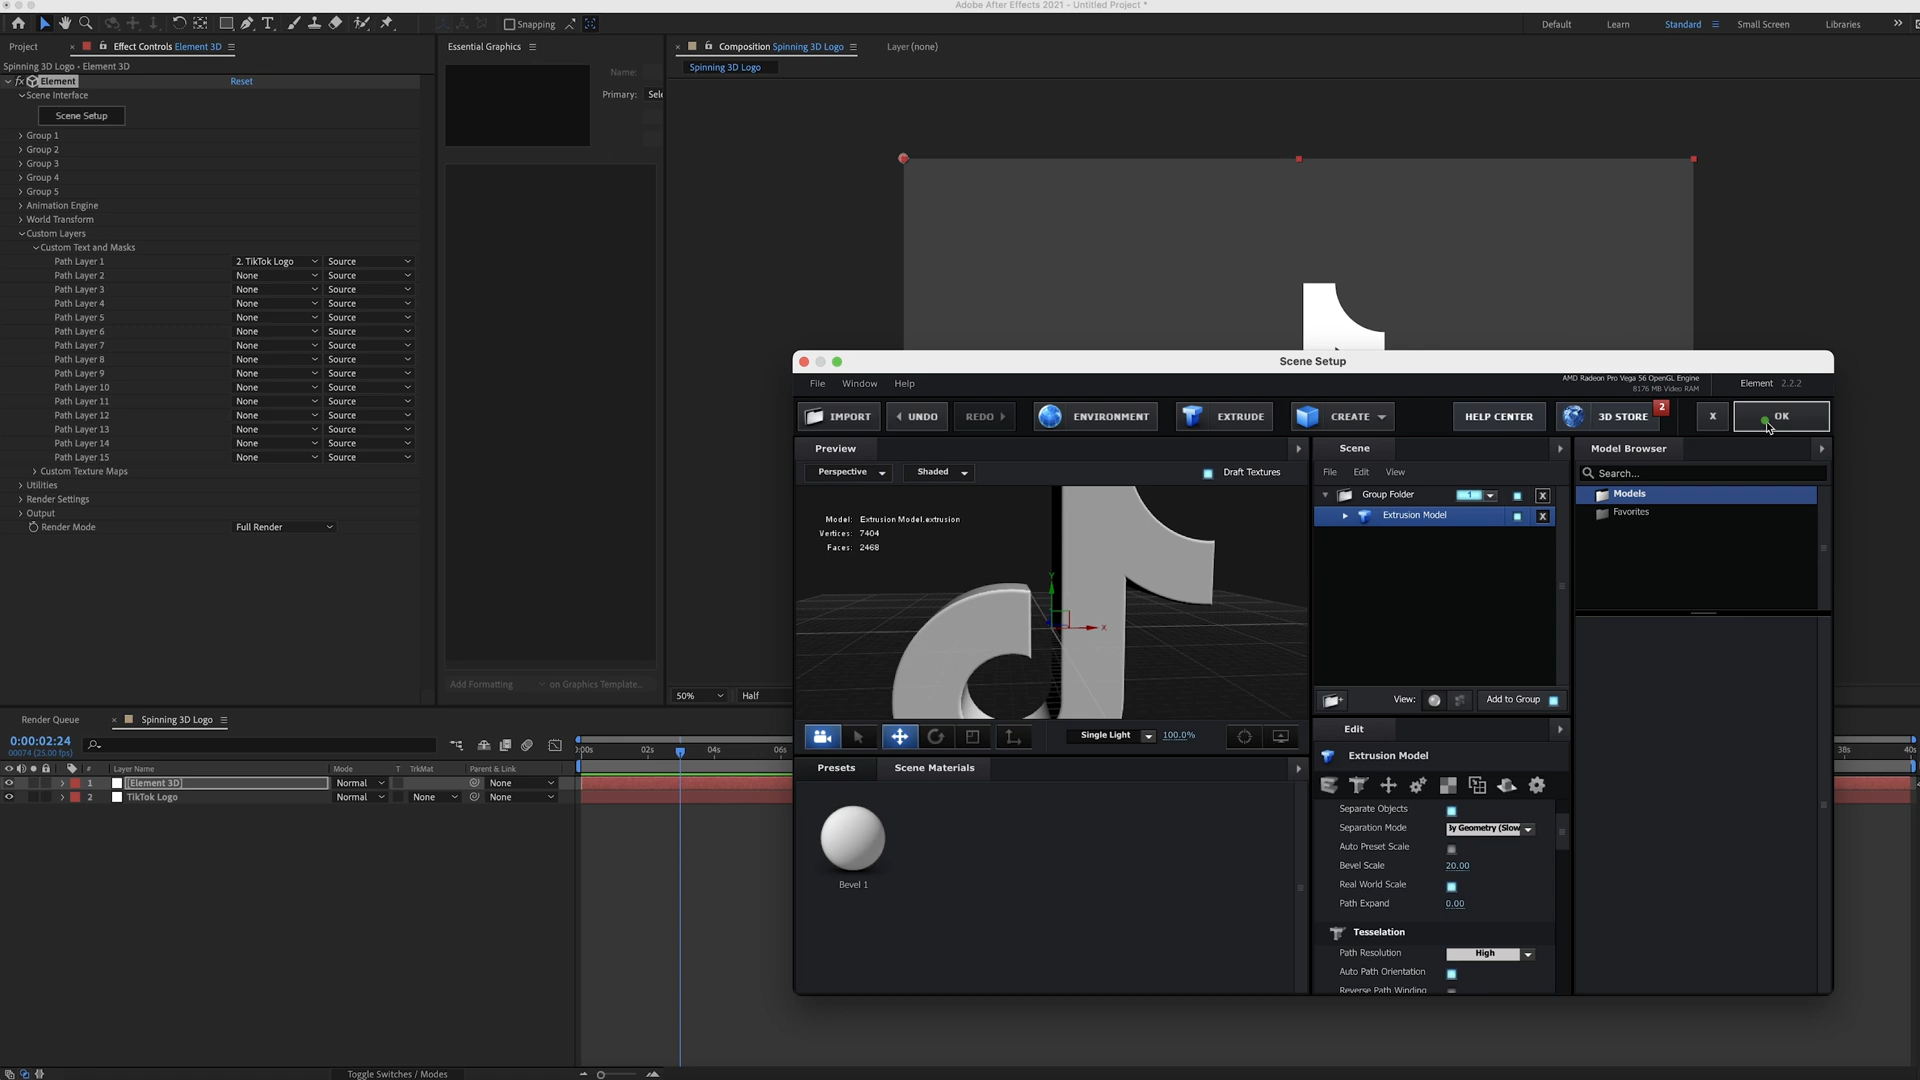 Adobe After Effects 2021 - Untitled Project *
Snapping
Default
Learn
Standard
Small Screen
Libraries
Project
Effect Controls Element 3D
Essential Graphics
Composition Spinning 3D Logo
Layer (none)
Spinning 3D Logo • Element 3D
Spinning 3D Logo
fx Element
Reset
Scene Interface
Scene Setup
Group 1
Group 2
Group 3
Group 4
Group 5
Animation Engine
World Transform
Custom Layers
Custom Text and Masks
Path Layer 1 2. TikTok Logo Source
Path Layer 2 None Source
Path Layer 3 None Source
Path Layer 4 None Source
Path Layer 5 None Source
Path Layer 6 None Source
Path Layer 7 None Source
Path Layer 8 None Source
Path Layer 9 None Source
Path Layer 10 None Source
Path Layer 11 None Source
Path Layer 12 None Source
Path Layer 13 None Source
Path Layer 14 None Source
Path Layer 15 None Source
Custom Texture Maps
Utilities
Render Settings
Output
Render Mode Full Render
Name:
Primary:
Add Formatting
on Graphics Template...
50%
Half
Scene Setup
File
Window
Help
AMD Radeon Pro Vega 56 OpenGL Engine
8176 MB Video RAM
Element 2.2.2
IMPORT
UNDO
REDO
ENVIRONMENT
EXTRUDE
CREATE
HELP CENTER
3D STORE
2
X
OK
Preview
Perspective
Shaded
Draft Textures
Model: Extrusion Model.extrusion
Vertices: 7404
Faces: 2468
Y
X
Single Light
100.0%
Presets
Scene Materials
Bevel 1
Scene
File
Edit
View
Group Folder
1
X
Extrusion Model
X
View:
Add to Group
Model Browser
Search...
Models
Favorites
Edit
Extrusion Model
Separate Objects
Separation Mode
By Geometry (Slow
Auto Preset Scale
Bevel Scale 20.00
Real World Scale
Path Expand 0.00
Tesselation
Path Resolution High
Auto Path Orientation
Reverse Path Winding
Render Queue
Spinning 3D Logo
0:00:02:24
00074 (25.00 fps)
# Layer Name
Mode
T TrkMat
Parent & Link
1 [Element 3D] Normal None
2 TikTok Logo Normal None None
02s
04s
06s
38s
40s
Toggle Switches / Modes